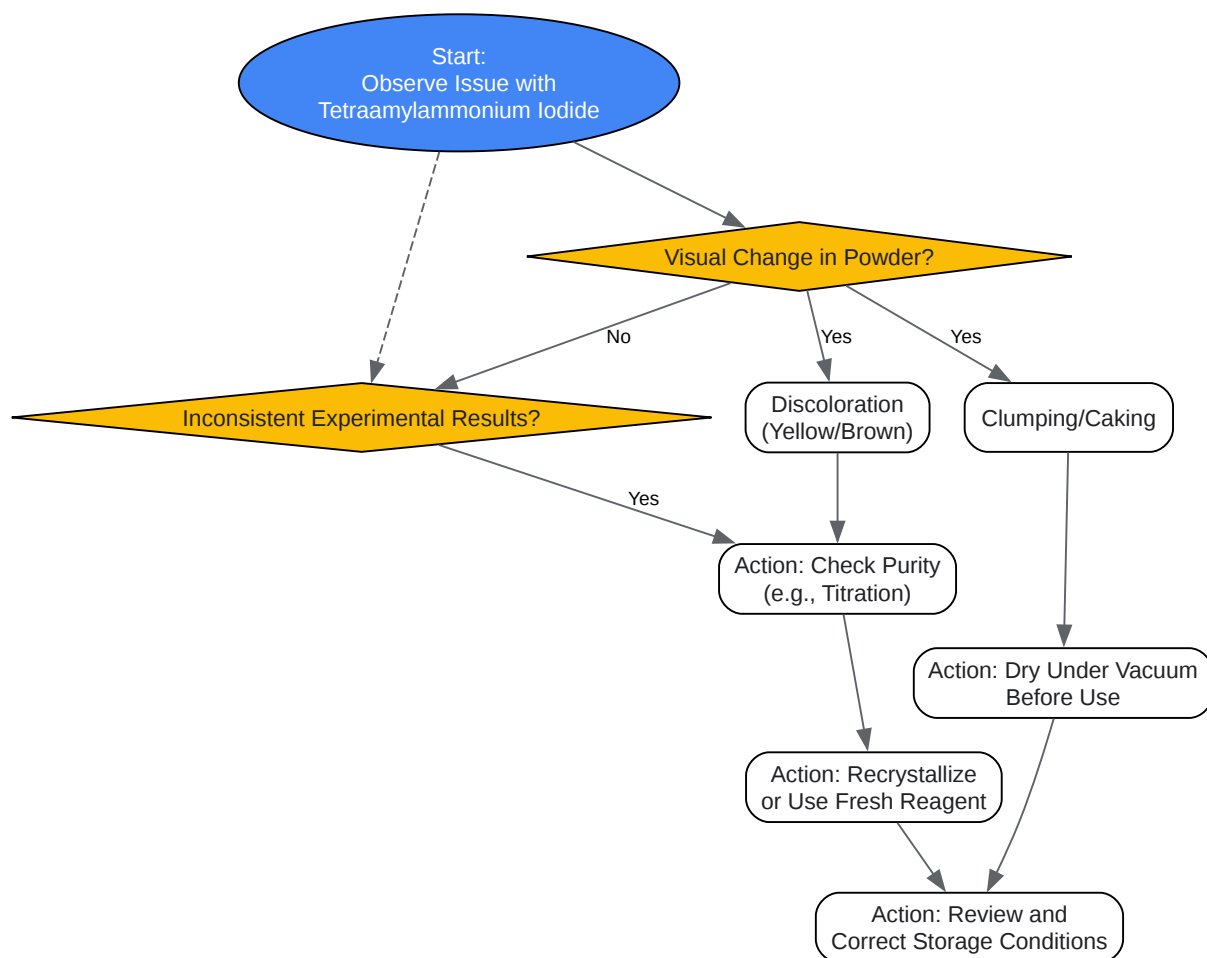 Start:
Observe Issue with
Tetraamylammonium Iodide
Visual Change in Powder?
No
Yes
Yes
Inconsistent Experimental Results?
Discoloration
(Yellow/Brown)
Clumping/Caking
Yes
Action: Check Purity
(e.g., Titration)
Action: Dry Under Vacuum
Before Use
Action: Recrystallize
or Use Fresh Reagent
Action: Review and
Correct Storage Conditions